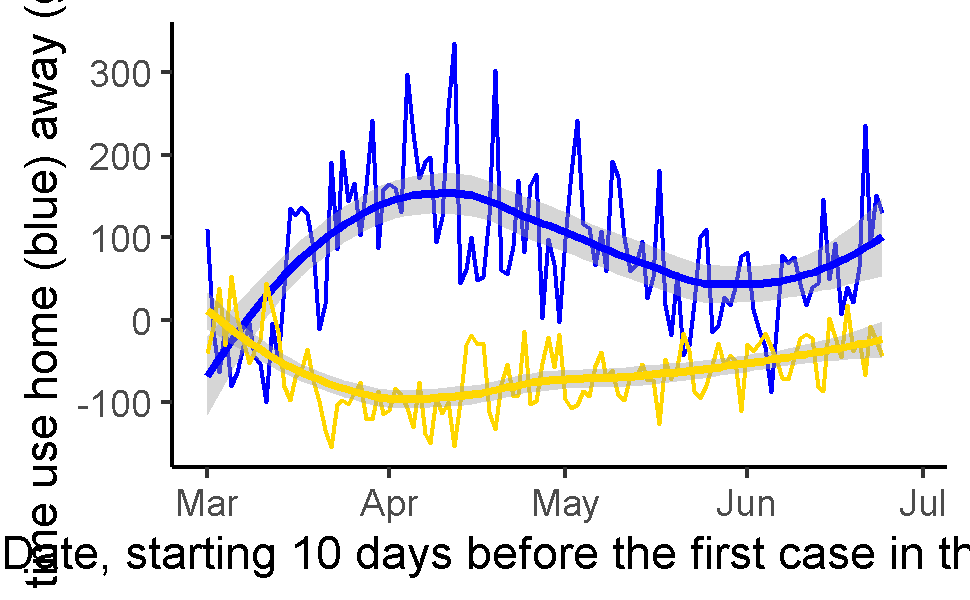 time use home (blue) away (
300
200
100
0
-100
Mar Apr May Jun Jul
Date, starting 10 days before the first case in th